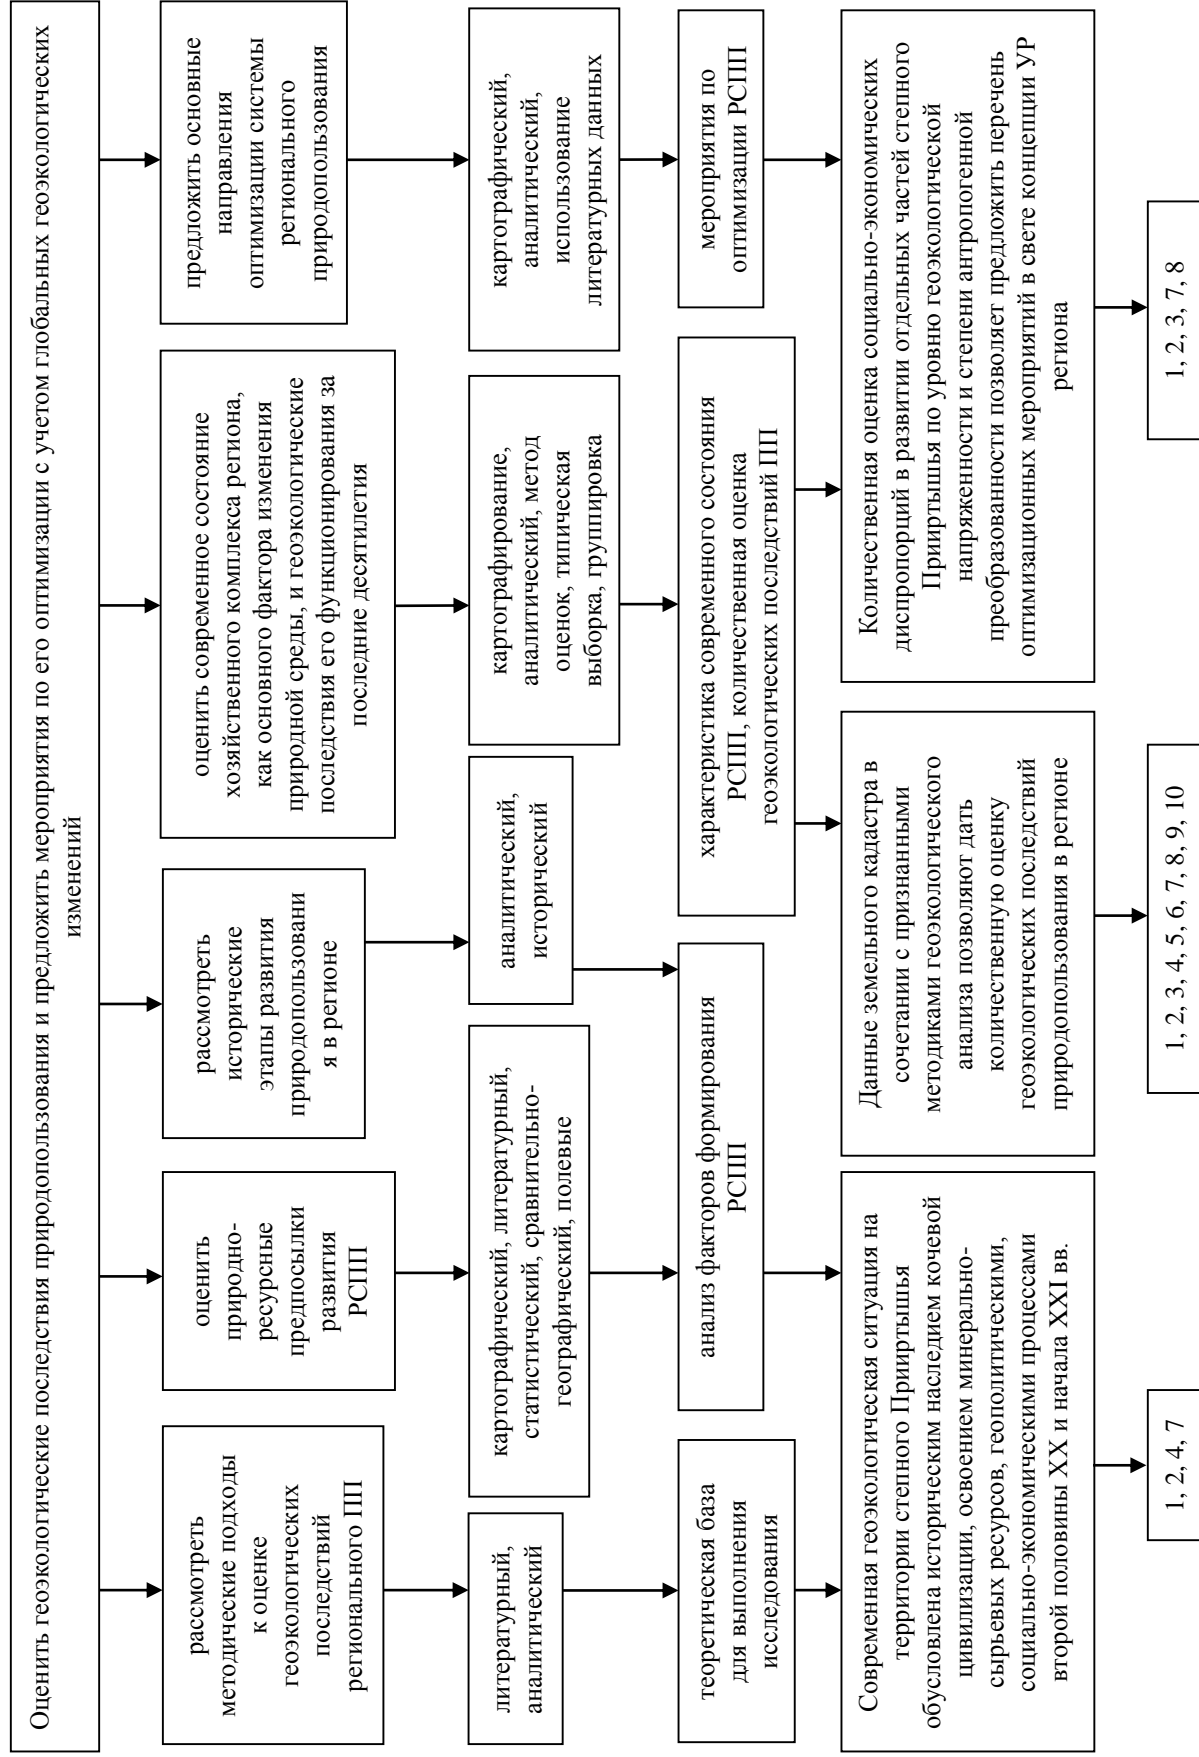 Оценить геоэкологические последствия природопользования и предложить мероприятия по его оптимизации с учетом глобальных геоэкологических
изменений
рассмотреть
методические подходы
к оценке
геоэкологических
последствий
регионального ПП
оценить
природно-
ресурсные
предпосылки
развития
РСПП
рассмотреть
исторические
этапы развития
природопользовани
я в регионе
оценить современное состояние
хозяйственного комплекса региона,
как основного фактора изменения
природной среды, и геоэкологические
последствия его функционирования за
последние десятилетия
предложить основные
направления
оптимизации системы
регионального
природопользования
литературный,
аналитический
картографический, литературный,
статистический, сравнительно-
географический, полевые
аналитический,
исторический
картографирование,
аналитический, метод
оценок, типическая
выборка, группировка
картографический,
аналитический,
использование
литературных данных
теоретическая база
для выполнения
исследования
анализ факторов формирования
РСПП
характеристика современного состояния
РСПП, количественная оценка
геоэкологических последствий ПП
мероприятия по
оптимизации РСПП
Современная геоэкологическая ситуация на
территории степного Прииртышья
обусловлена историческим наследием кочевой
цивилизации, освоением минерально-
сырьевых ресурсов, геополитическими,
социально-экономическими процессами
второй половины XX и начала XXI вв.
Данные земельного кадастра в
сочетании с признанными
методиками геоэкологического
анализа позволяют дать
количественную оценку
геоэкологических последствий
природопользования в регионе
Количественная оценка социально-экономических
диспропорций в развитии отдельных частей степного
Прииртышья по уровню геоэкологической
напряженности и степени антропогенной
преобразованности позволяет предложить перечень
оптимизационных мероприятий в свете концепции УР
региона
1, 2, 4, 7
1, 2, 3, 4, 5, 6, 7, 8, 9, 10
1, 2, 3, 7, 8